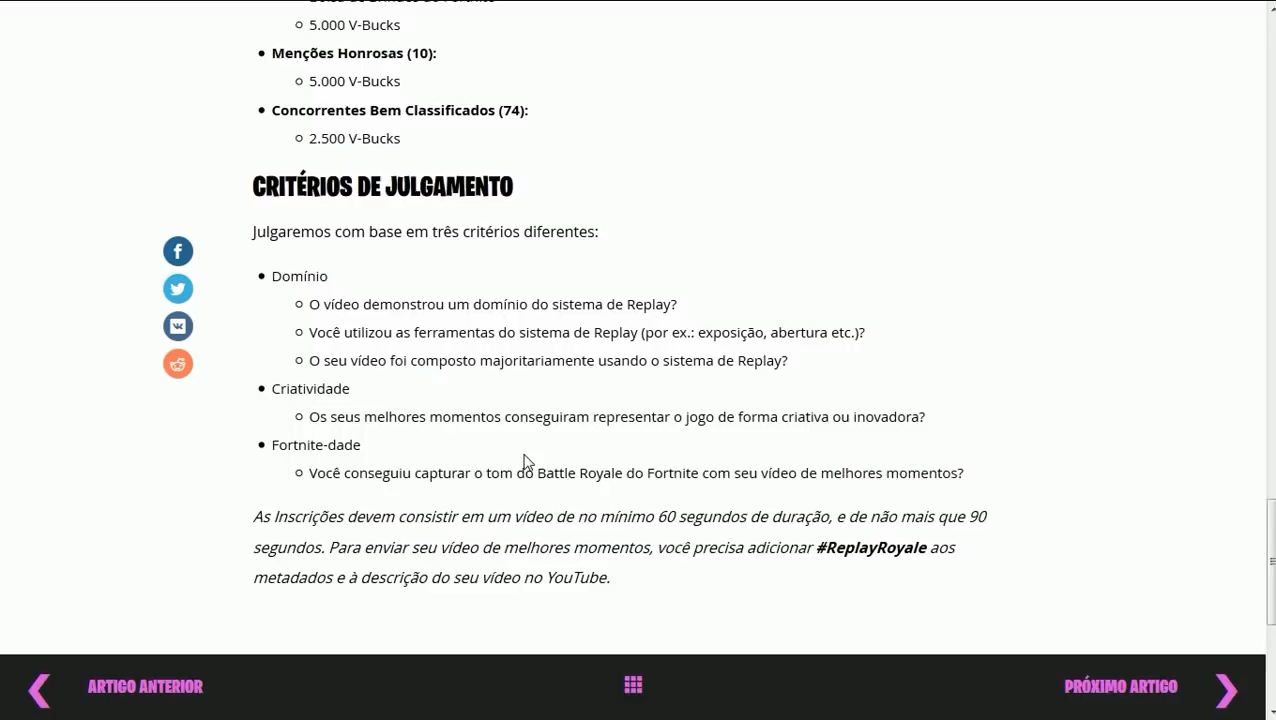 5.000 V-Bucks
Menções Honrosas (10):
5.000 V-Bucks
Concorrentes Bem Classificados (74):
2.500 V-Bucks
CRITÉRIOS DE JULGAMENTO
Julgaremos com base em três critérios diferentes:
Domínio
O vídeo demonstrou um domínio do sistema de Replay?
Você utilizou as ferramentas do sistema de Replay (por ex.: exposição, abertura etc.)?
O seu vídeo foi composto majoritariamente usando o sistema de Replay?
Criatividade
Os seus melhores momentos conseguiram representar o jogo de forma criativa ou inovadora?
Fortnite-dade
Você conseguiu capturar o tom do Battle Royale do Fortnite com seu vídeo de melhores momentos?
As Inscrições devem consistir em um vídeo de no mínimo 60 segundos de duração, e de não mais que 90
segundos. Para enviar seu vídeo de melhores momentos, você precisa adicionar #ReplayRoyale aos
metadados e à descrição do seu vídeo no YouTube.
ARTIGO ANTERIOR
PRÓXIMO ARTIGO